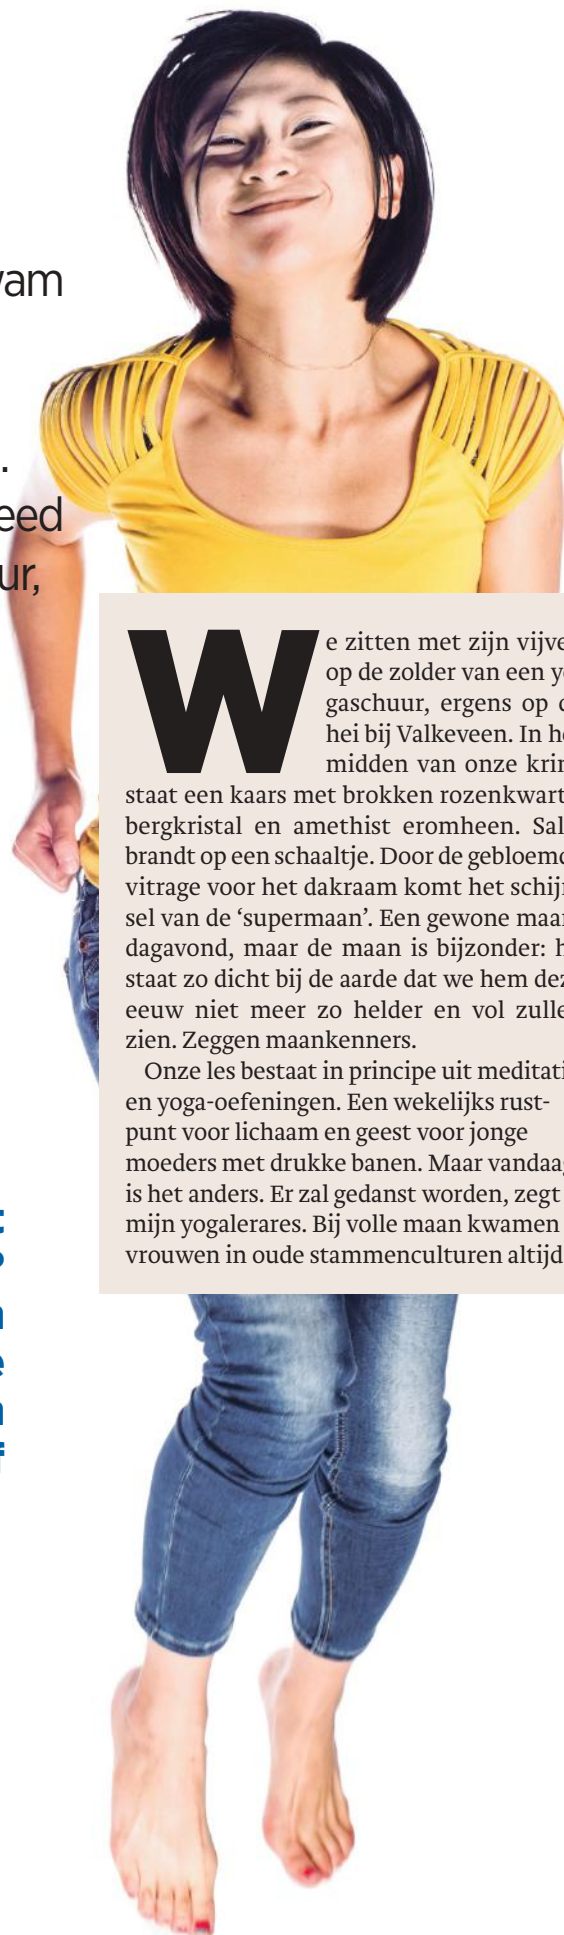 wam
.
eed
ur,
We zitten met zijn vijve
op de zolder van een yo
gaschuur, ergens op d
hei bij Valkeveen. In he
midden van onze krin
staat een kaars met brokken rozenkwart
bergkristal en amethist eromheen. Sal
brandt op een schaaltje. Door de gebloemd
vitrage voor het dakraam komt het schijn
sel van de ‘supermaan’. Een gewone maan
dagavond, maar de maan is bijzonder: h
staat zo dicht bij de aarde dat we hem dez
eeuw niet meer zo helder en vol zulle
zien. Zeggen maankenners.
Onze les bestaat in principe uit meditati
en yoga-oefeningen. Een wekelijks rust-
punt voor lichaam en geest voor jonge
moeders met drukke banen. Maar vandaag
is het anders. Er zal gedanst worden, zegt
mijn yogalerares. Bij volle maan kwamen
vrouwen in oude stammenculturen altijd